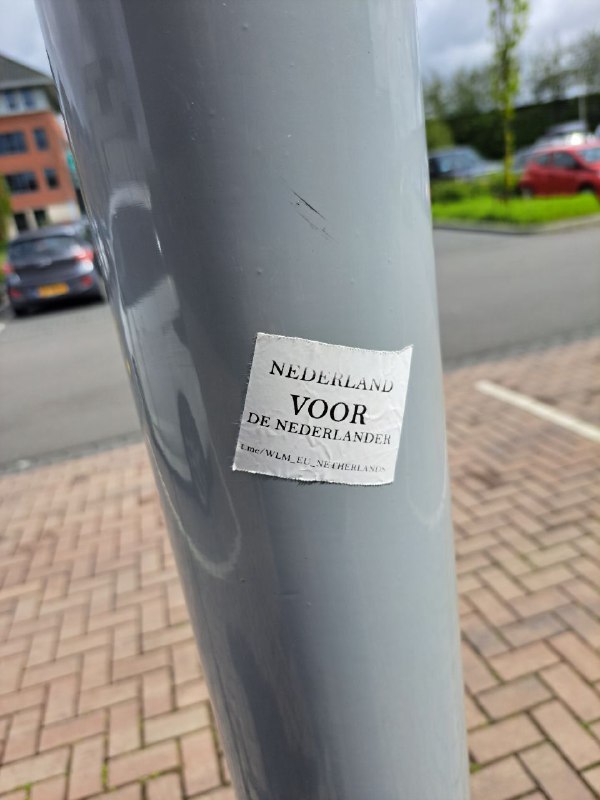 NEDERLAND
VOOR
DE NEDERLANDER
t.me/WLM_EU_NETHERLANDS